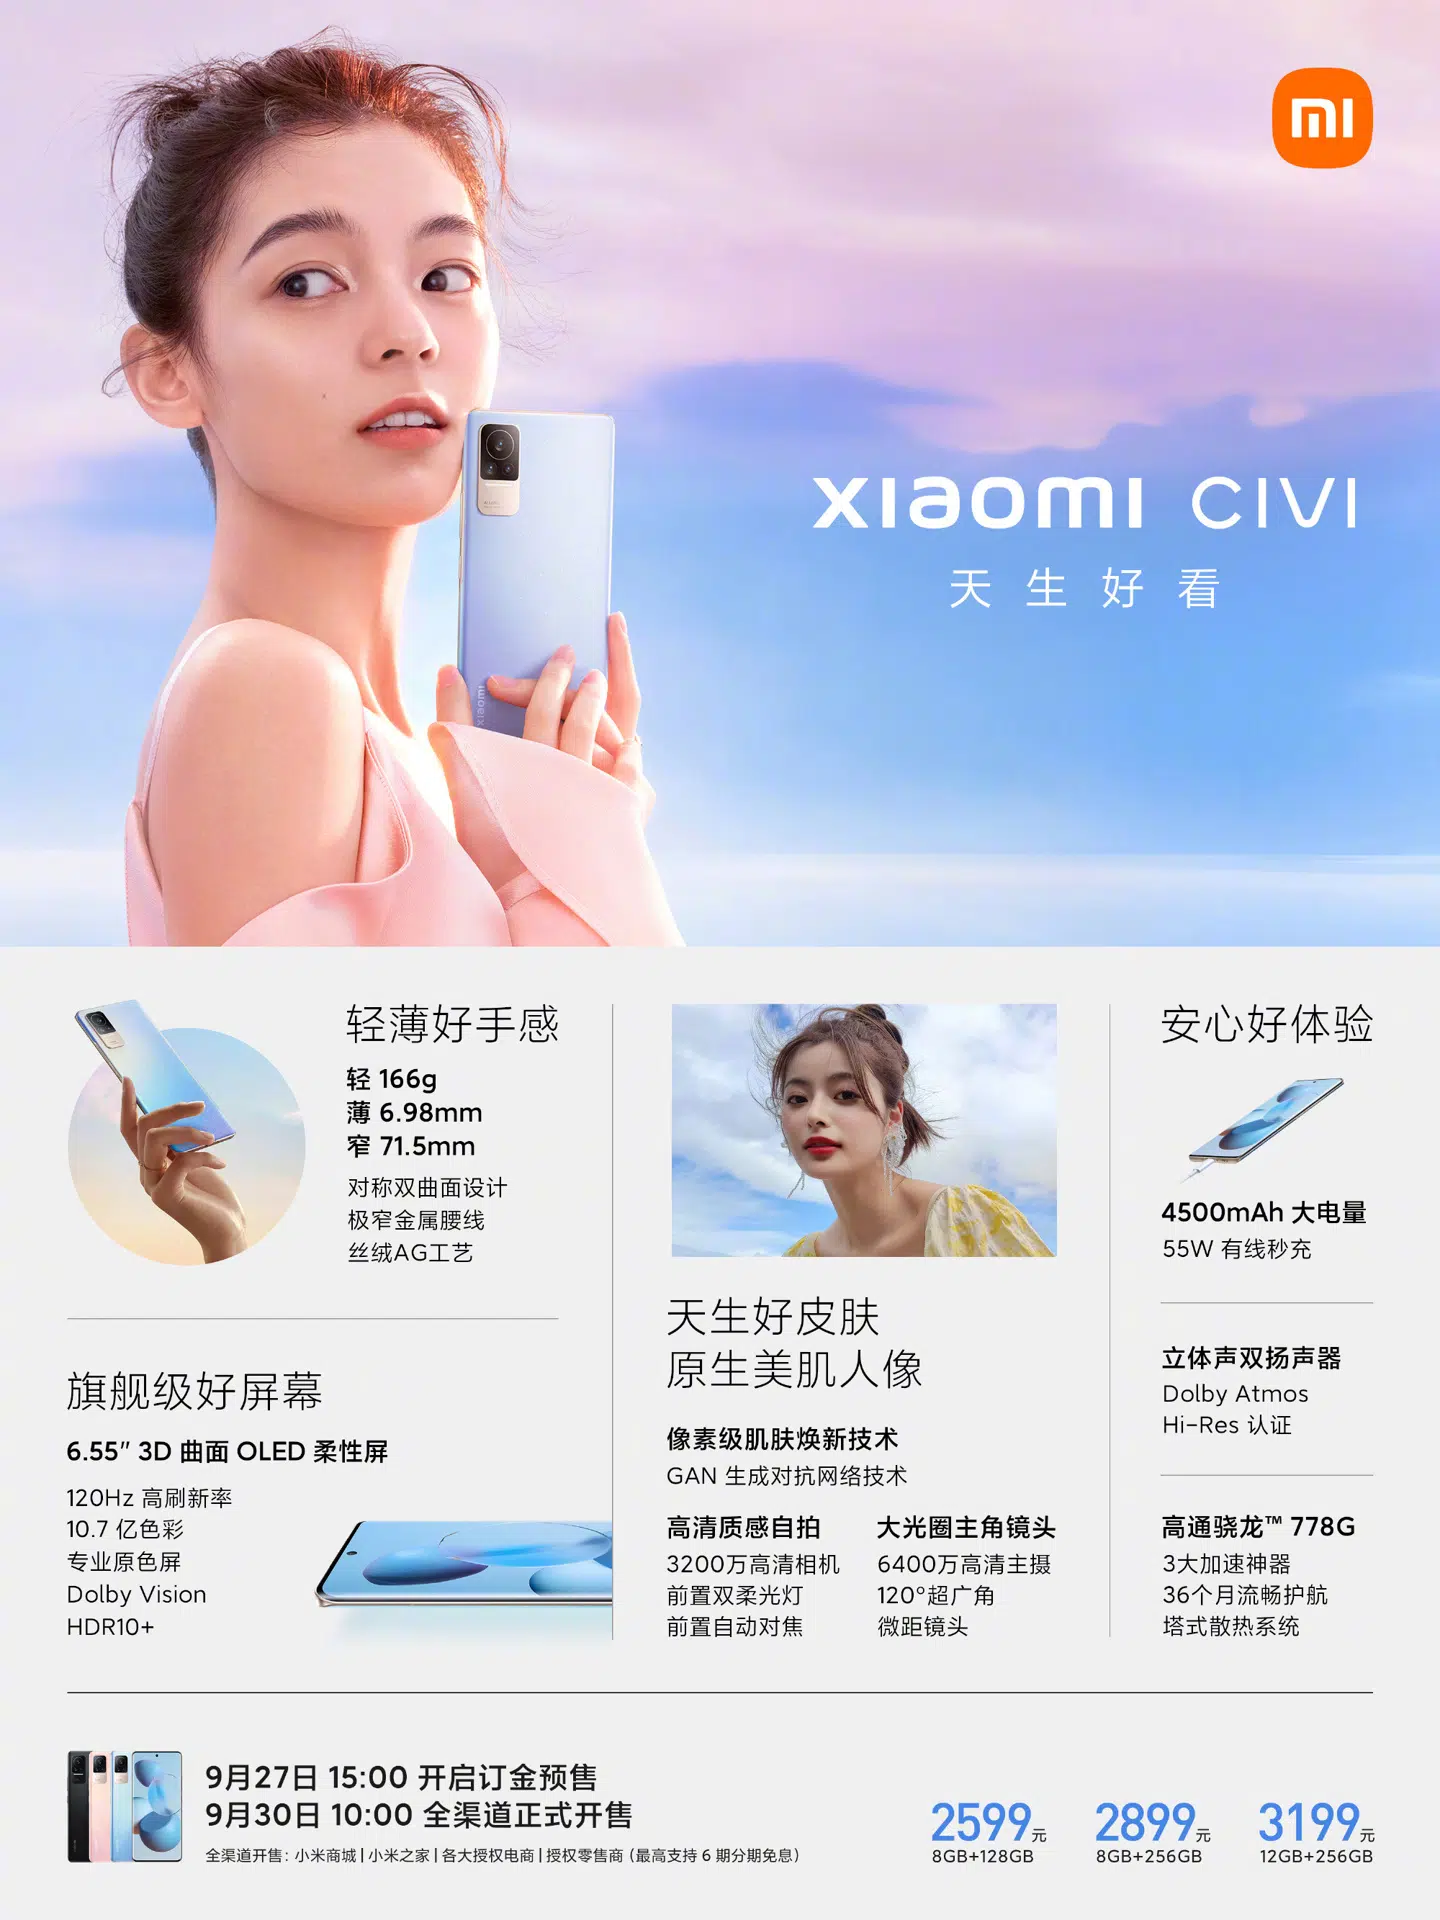 mi
xiaomi CIVI
天生好看
xiaomi
轻薄好手感
轻 166g
薄 6.98mm
窄 71.5mm
对称双曲面设计
极窄金属腰线
丝绒AG工艺
旗舰级好屏幕
6.55″ 3D 曲面 OLED 柔性屏
120Hz 高刷新率
10.7 亿色彩
专业原色屏
Dolby Vision
HDR10+
天生好皮肤
原生美肌人像
像素级肌肤焕新技术
GAN 生成对抗网络技术
高清质感自拍
3200万高清相机
前置双柔光灯
前置自动对焦
大光圈主角镜头
6400万高清主摄
120°超广角
微距镜头
安心好体验
4500mAh 大电量
55W 有线秒充
立体声双扬声器
Dolby Atmos
Hi-Res 认证
高通骁龙™ 778G
3大加速神器
36个月流畅护航
塔式散热系统
9月27日 15:00 开启订金预售
9月30日 10:00 全渠道正式开售
全渠道开售：小米商城 | 小米之家 | 各大授权电商 | 授权零售商（最高支持 6 期分期免息）
2599元
8GB+128GB
2899元
8GB+256GB
3199元
12GB+256GB